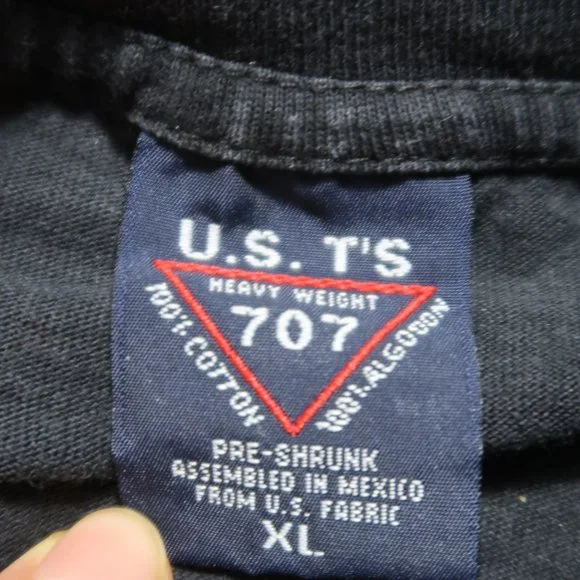 U.S. T'S
HEAVY WEIGHT
707
100% COTTON
100% ALGODON
PRE-SHRUNK
ASSEMBLED IN MEXICO
FROM U.S. FABRIC
XL